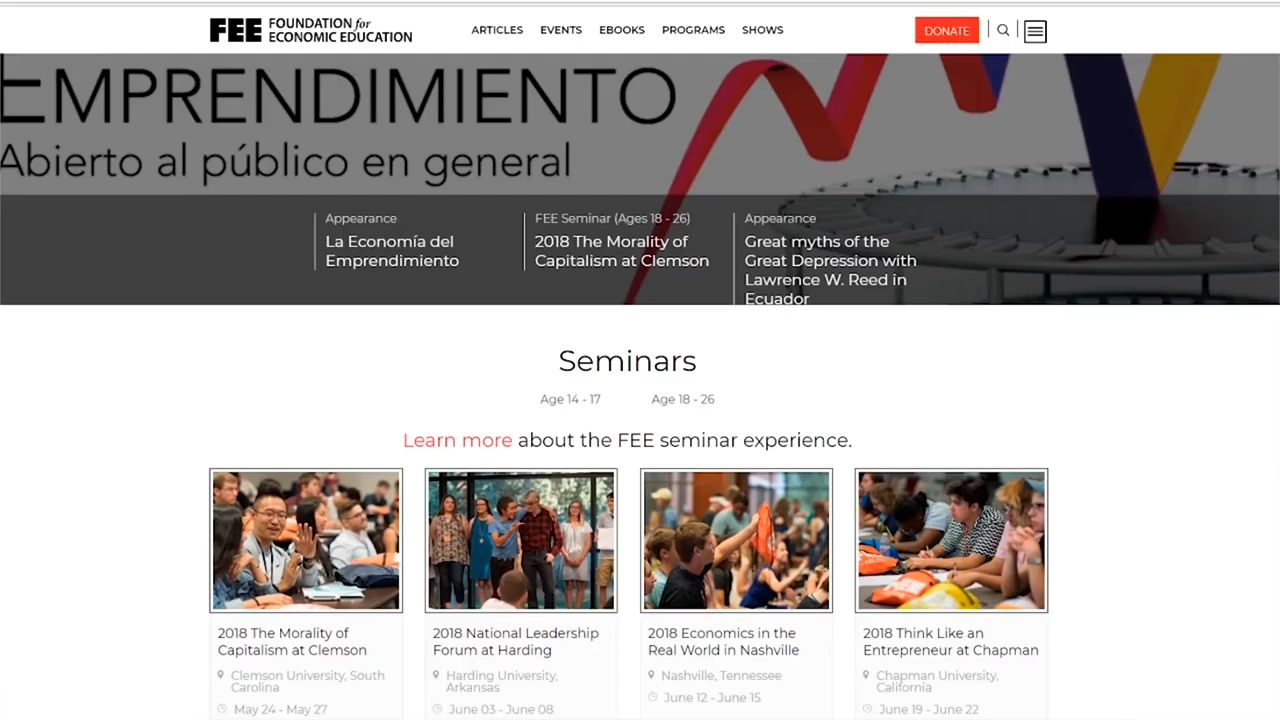 FEE FOUNDATION for
ECONOMIC EDUCATION
ARTICLES EVENTS EBOOKS PROGRAMS SHOWS
DONATE
EMPRENDIMIENTO
Abierto al público en general
Appearance
La Economía del
Emprendimiento
FEE Seminar (Ages 18 - 26)
2018 The Morality of
Capitalism at Clemson
Appearance
Great myths of the
Great Depression with
Lawrence W. Reed in
Ecuador
Seminars
Age 14 - 17 Age 18 - 26
Learn more about the FEE seminar experience.
2018 The Morality of
Capitalism at Clemson
Clemson University, South
Carolina
May 24 - May 27
2018 National Leadership
Forum at Harding
Harding University,
Arkansas
June 03 - June 08
2018 Economics in the
Real World in Nashville
Nashville, Tennessee
June 12 - June 15
2018 Think Like an
Entrepreneur at Chapman
Chapman University,
California
June 19 - June 22